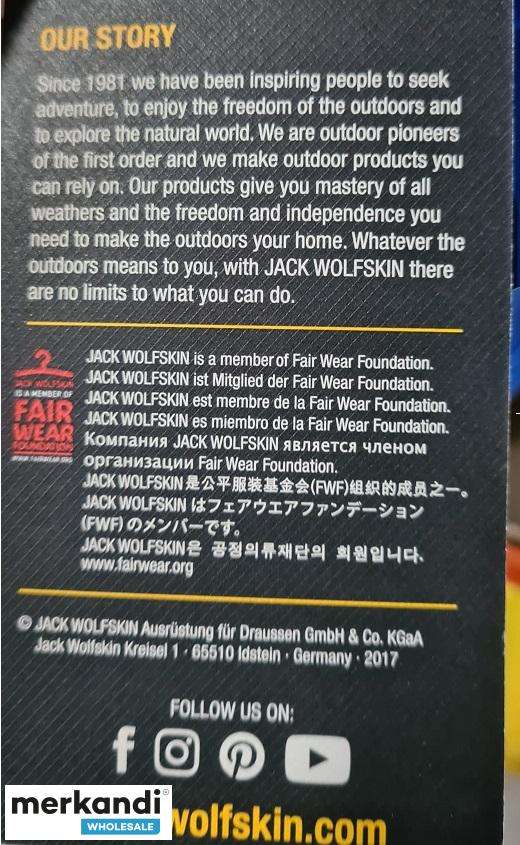 OUR STORY
Since 1981 we have been inspiring people to seek
adventure, to enjoy the freedom of the outdoors and
to explore the natural world. We are outdoor pioneers
of the first order and we make outdoor products you
can rely on. Our products give you mastery of all
weathers and the freedom and independence you
need to make the outdoors your home. Whatever the
outdoors means to you, with JACK WOLFSKIN there
are no limits to what you can do.
JACK WOLFSKIN
IS A MEMBER OF
FAIR
WEAR
FOUNDATION
WWW.FAIRWEAR.ORG
JACK WOLFSKIN is a member of Fair Wear Foundation.
JACK WOLFSKIN ist Mitglied der Fair Wear Foundation.
JACK WOLFSKIN est membre de la Fair Wear Foundation.
JACK WOLFSKIN es miembro de la Fair Wear Foundation.
Компания JACK WOLFSKIN является членом
организации Fair Wear Foundation.
JACK WOLFSKIN是公平服装基金会(FWF)组织的成员之一。
JACK WOLFSKIN はフェアウエアファンデーション
(FWF) のメンバーです。
JACK WOLFSKIN은 공정의류재단의 회원입니다.
www.fairwear.org
© JACK WOLFSKIN Ausrüstung für Draussen GmbH & Co. KGaA
Jack Wolfskin Kreisel 1 · 65510 Idstein · Germany · 2017
FOLLOW US ON:
wolfskin.com
merkandi®
WHOLESALE